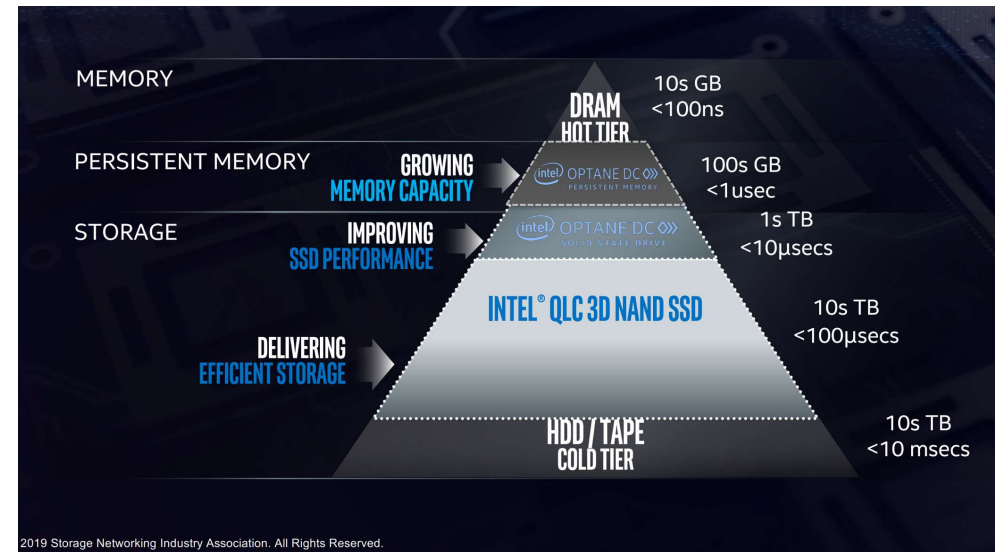 MEMORY
DRAM
HOT TIER
10s GB
<100ns
PERSISTENT MEMORY
GROWING
MEMORY CAPACITY
intel OPTANE DC
PERSISTENT MEMORY
100s GB
<1usec
STORAGE
IMPROVING
SSD PERFORMANCE
intel OPTANE DC
SOLID STATE DRIVE
1s TB
<10µsecs
INTEL® QLC 3D NAND SSD
10s TB
<100µsecs
DELIVERING
EFFICIENT STORAGE
HDD / TAPE
COLD TIER
10s TB
<10 msecs
2019 Storage Networking Industry Association. All Rights Reserved.